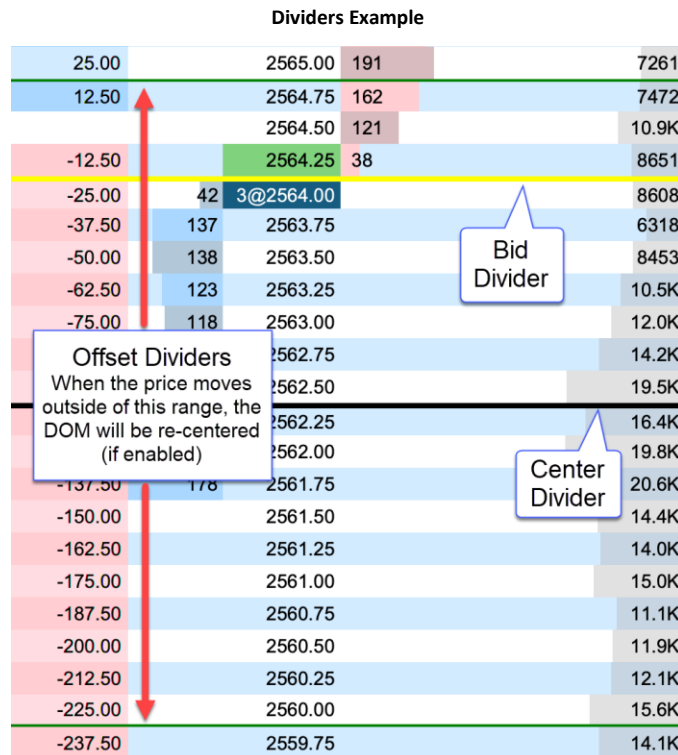 Dividers Example
25.00 2565.00 191 7261
12.50 2564.75 162 7472
2564.50 121 10.9K
-12.50 2564.25 38 8651
-25.00 42 3@2564.00 8608
-37.50 137 2563.75 6318
-50.00 138 2563.50 8453
-62.50 123 2563.25 10.5K
-75.00 118 2563.00 12.0K
2562.75 14.2K
2562.50 19.5K
2562.25 16.4K
2562.00 19.8K
-137.50 178 2561.75 20.6K
-150.00 2561.50 14.4K
-162.50 2561.25 14.0K
-175.00 2561.00 15.0K
-187.50 2560.75 11.1K
-200.00 2560.50 11.9K
-212.50 2560.25 12.1K
-225.00 2560.00 15.6K
-237.50 2559.75 14.1K
Bid
Divider
Offset Dividers
When the price moves
outside of this range, the
DOM will be re-centered
(if enabled)
Center
Divider